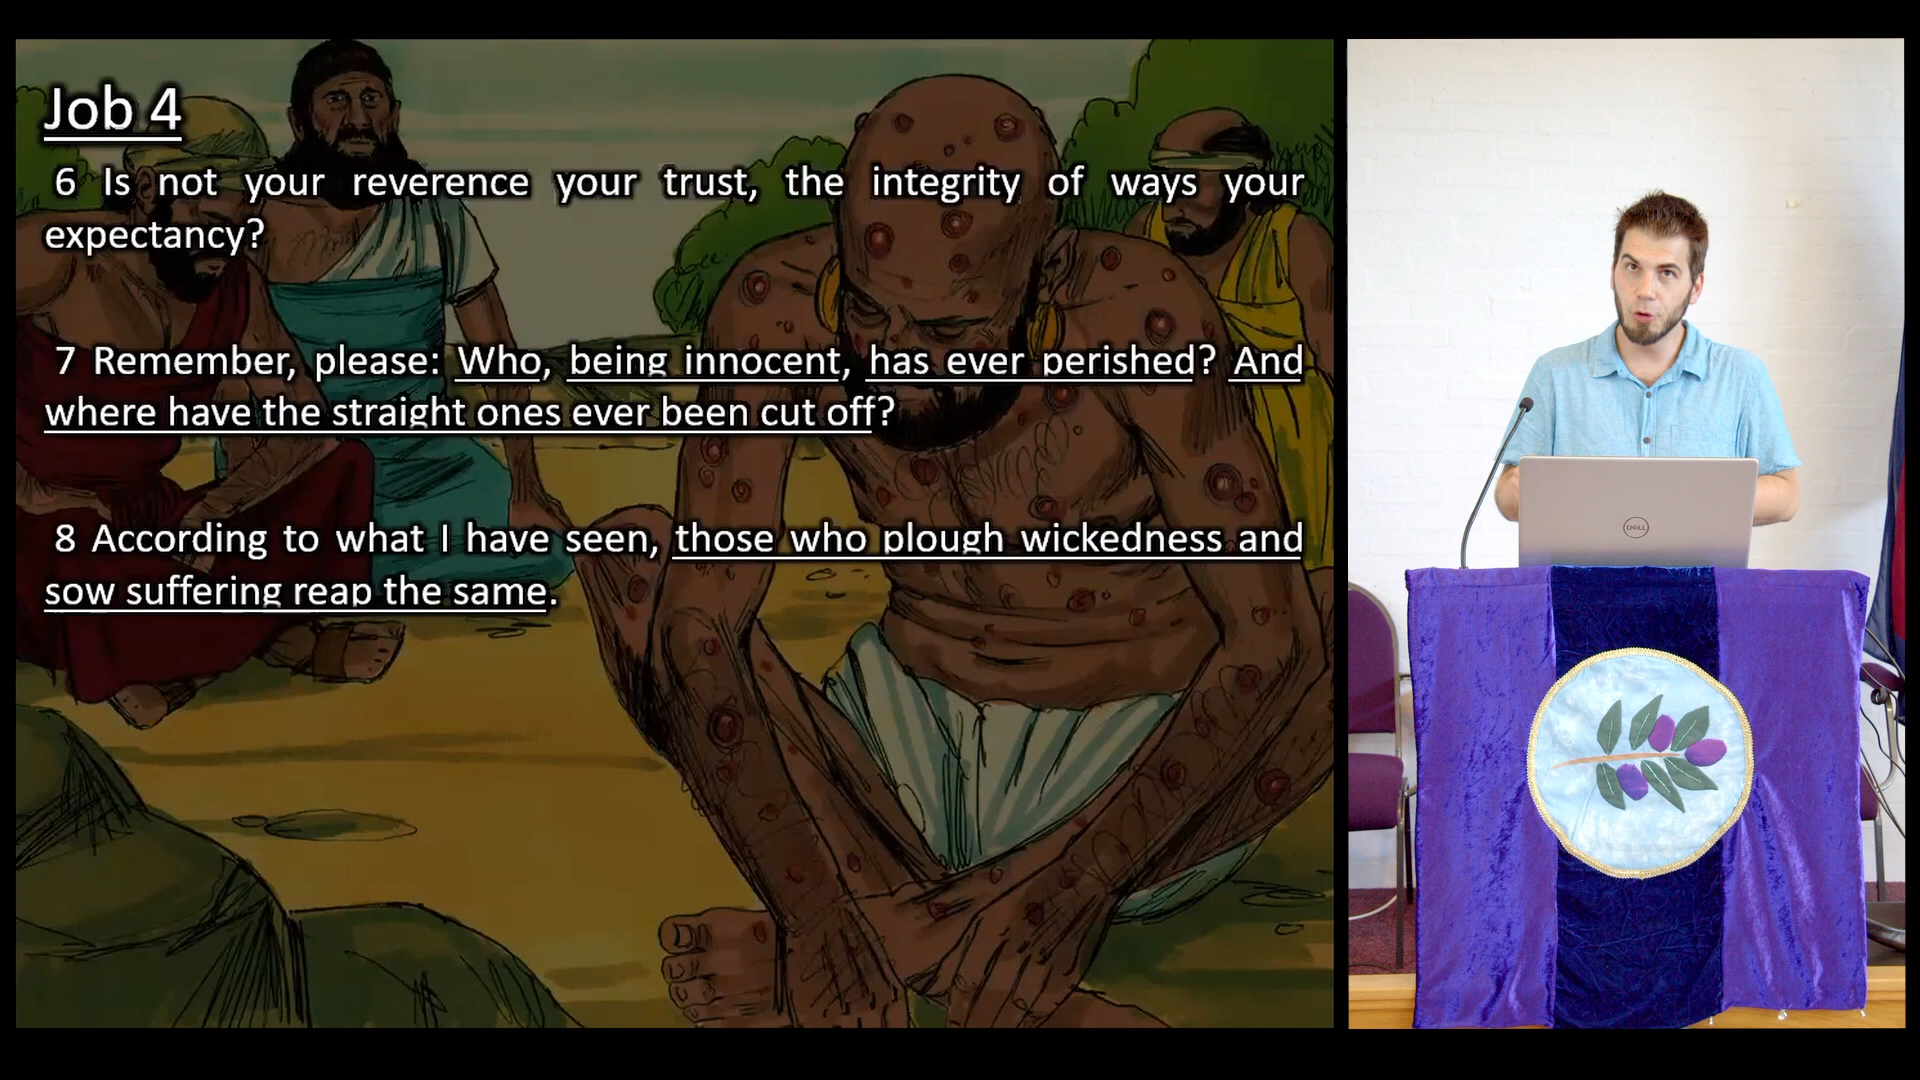 Job 4
6 Is not your reverence your trust, the integrity of ways your
expectancy?
7 Remember, please: Who, being innocent, has ever perished? And
where have the straight ones ever been cut off?
8 According to what I have seen, those who plough wickedness and
sow suffering reap the same.
DELL